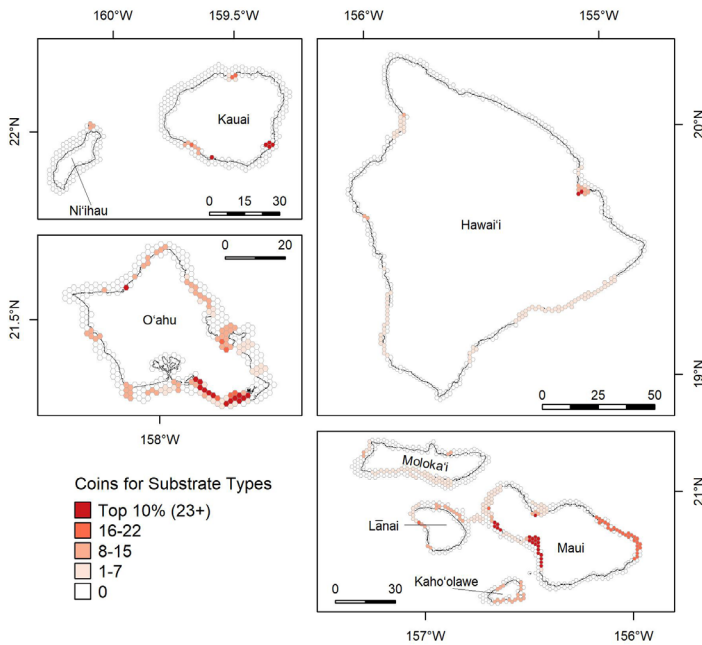 160°W 159.5°W
156°W 155°W
22°N
Kauai
Ni‘ihau
0 15 30
20°N
Hawai‘i
19°N
0 25 50
0 20
21.5°N
O‘ahu
158°W
Coins for Substrate Types
Top 10% (23+)
16-22
8-15
1-7
0
Moloka‘i
21°N
Lānai
Maui
Kaho‘olawe
0 30
157°W 156°W